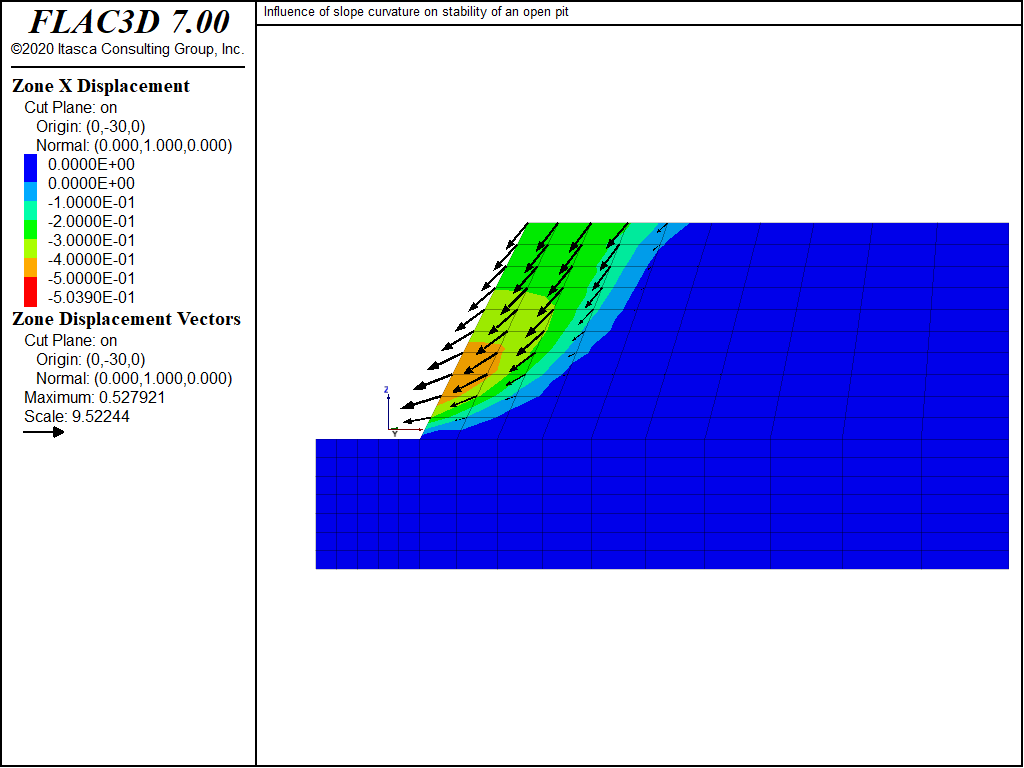 FLAC3D 7.00
©2020 Itasca Consulting Group, Inc.
Zone X Displacement
Cut Plane: on
Origin: (0,-30,0)
Normal: (0.000,1.000,0.000)
0.0000E+00
0.0000E+00
-1.0000E-01
-2.0000E-01
-3.0000E-01
-4.0000E-01
-5.0000E-01
-5.0390E-01
Zone Displacement Vectors
Cut Plane: on
Origin: (0,-30,0)
Normal: (0.000,1.000,0.000)
Maximum: 0.527921
Scale: 9.52244
Influence of slope curvature on stability of an open pit
Z
Y